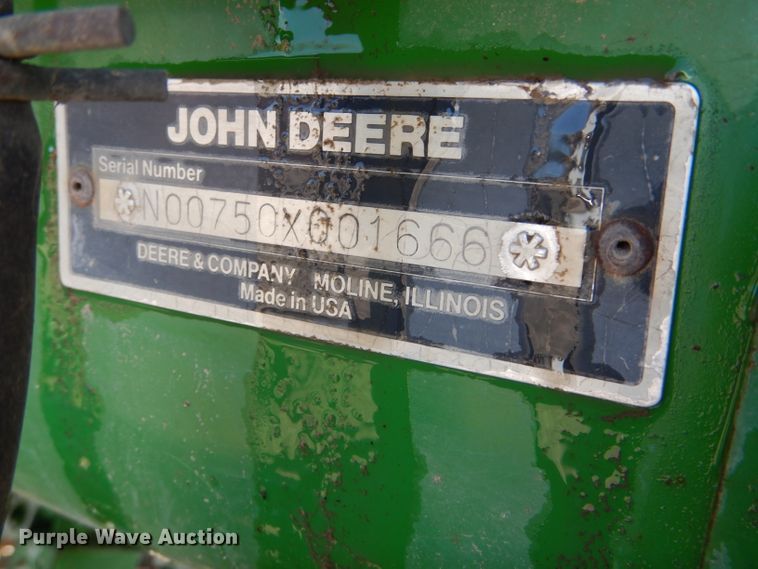 JOHN DEERE
Serial Number
*N00750X001666*
DEERE & COMPANY MOLINE, ILLINOIS
Made in USA
Purple Wave Auction